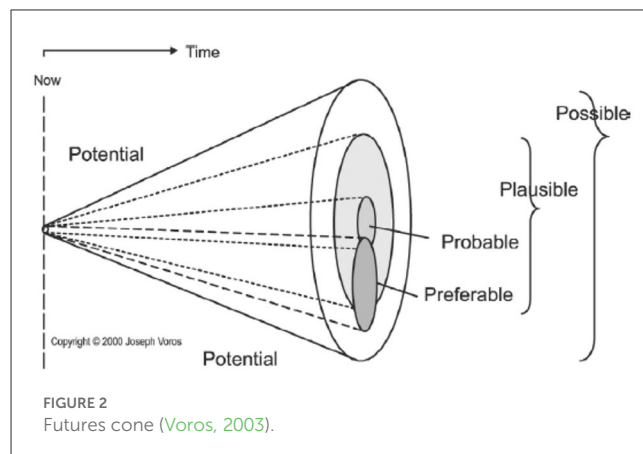 Time
Now
Possible
Potential
Plausible
Probable
Preferable
Copyright © 2000 Joseph Voros
Potential
FIGURE 2
Futures cone (Voros, 2003).